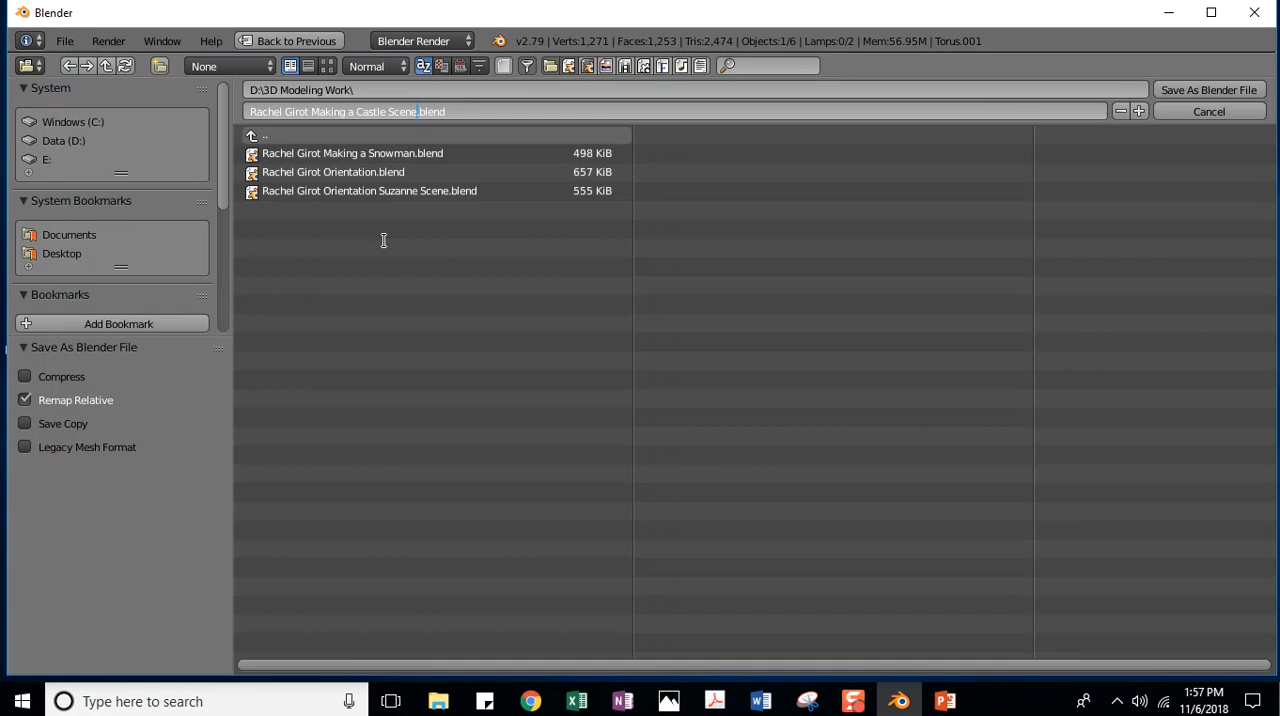 Blender
File Render Window Help Back to Previous Blender Render v2.79 | Verts:1,271 | Faces:1,253 | Tris:2,474 | Objects:1/6 | Lamps:0/2 | Mem:56.95M | Torus.001
None Normal
System
D:\3D Modeling Work\ Save As Blender File
Rachel Girot Making a Castle Scene.blend Cancel
Windows (C:)
Data (D:)
E:
..
Rachel Girot Making a Snowman.blend 498 KiB
Rachel Girot Orientation.blend 657 KiB
Rachel Girot Orientation Suzanne Scene.blend 555 KiB
System Bookmarks
Documents
Desktop
Bookmarks
Add Bookmark
Save As Blender File
Compress
Remap Relative
Save Copy
Legacy Mesh Format
Type here to search
1:57 PM
11/6/2018